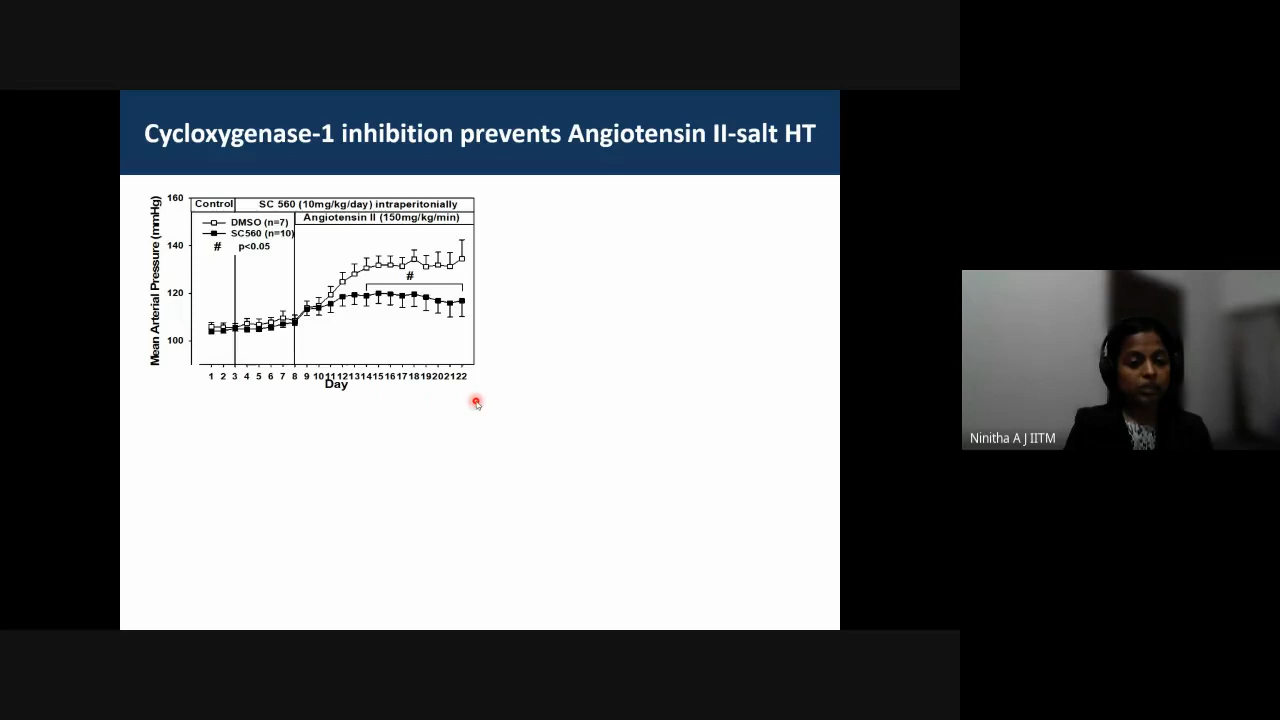 Cycloxygenase-1 inhibition prevents Angiotensin II-salt HT
Mean Arterial Pressure (mmHg)
160
140
120
100
Control
SC 560 (10mg/kg/day) intraperitonially
Angiotensin II (150mg/kg/min)
DMSO (n=7)
SC560 (n=10)
# p<0.05
#
1 2 3 4 5 6 7 8 9 10 11 12 13 14 15 16 17 18 19 20 21 22
Day
Ninitha A J IITM